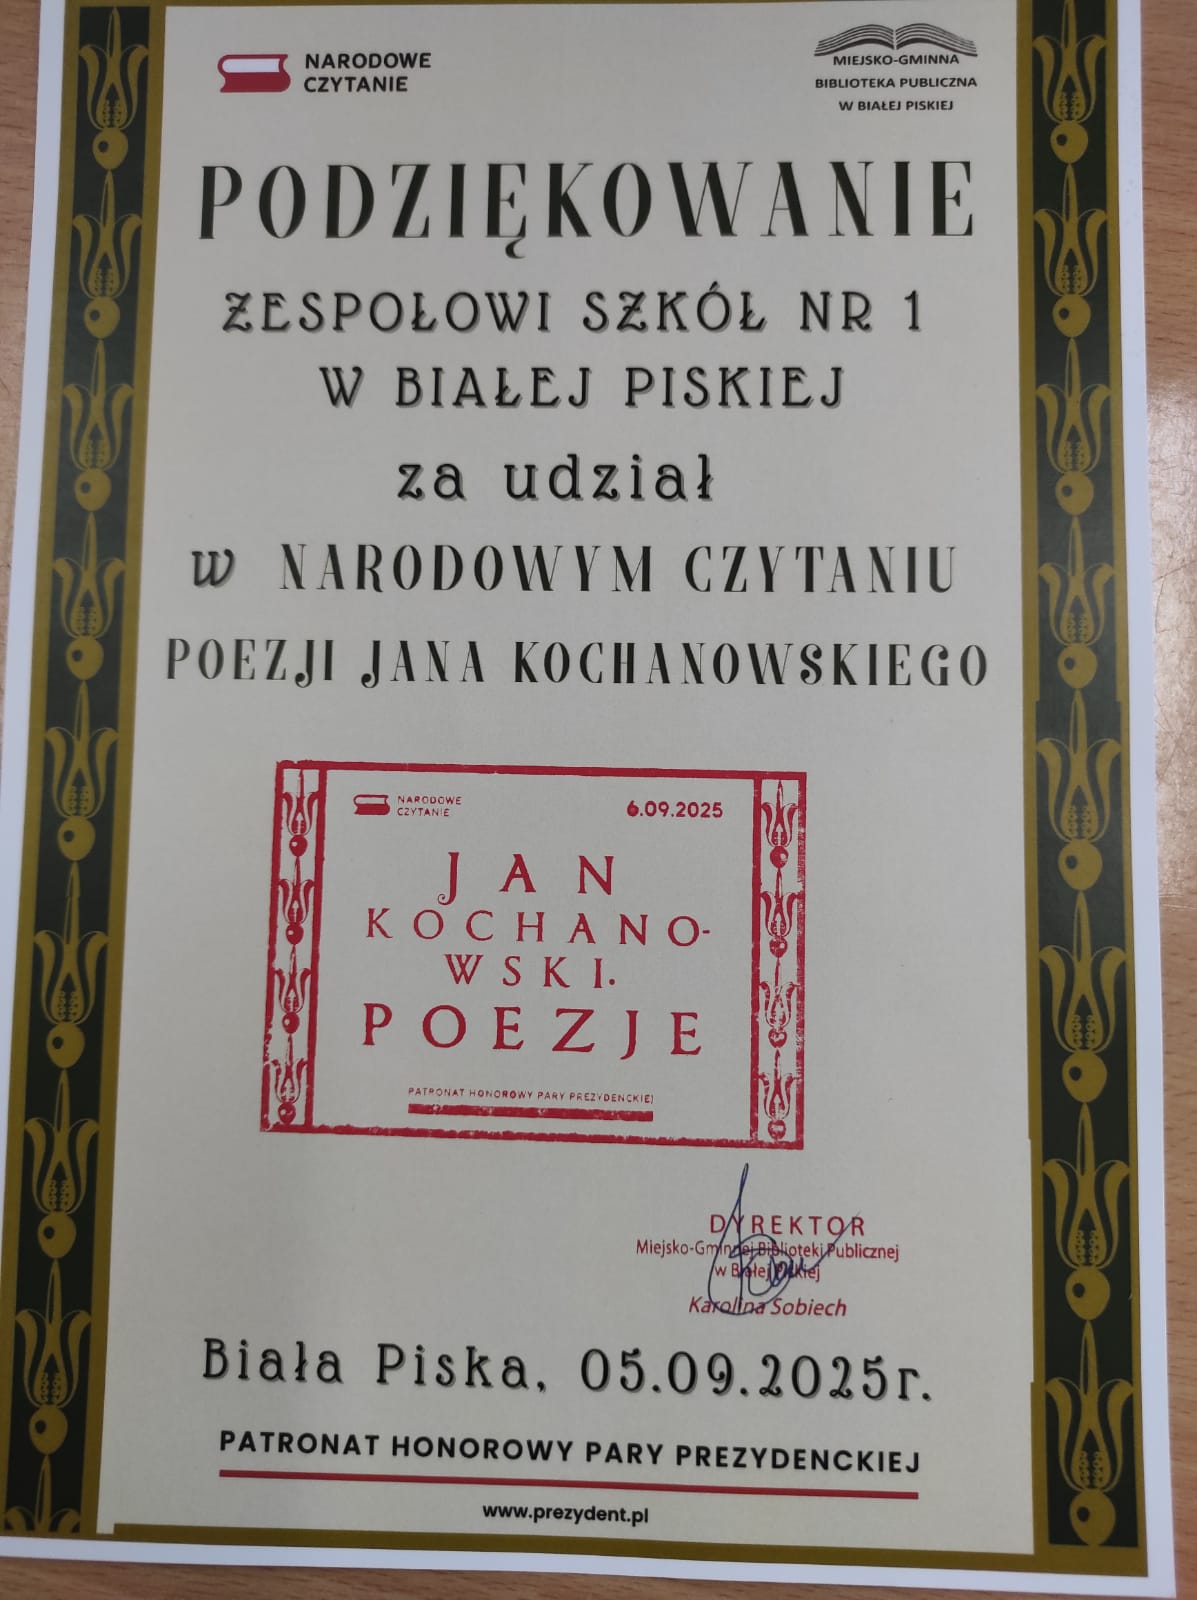 NARODOWE
CZYTANIE
MIEJSKO-GMINNA
BIBLIOTEKA PUBLICZNA
W BIAŁEJ PISKIEJ
PODZIĘKOWANIE
ZESPOŁOWI SZKÓŁ NR 1
W BIAŁEJ PISKIEJ
za udział
w NARODOWYM CZYTANIU
POEZJI JANA KOCHANOWSKIEGO
NARODOWE
CZYTANIE
6.09.2025
JAN
KOCHANO-
WSKI.
POEZJE
PATRONAT HONOROWY PARY PREZYDENCKIEJ
DYREKTOR
Miejsko-Gminnej Biblioteki Publicznej
w Białej Piskiej
Karolina Sobiech
Biała Piska, 05.09.2025r.
PATRONAT HONOROWY PARY PREZYDENCKIEJ
www.prezydent.pl